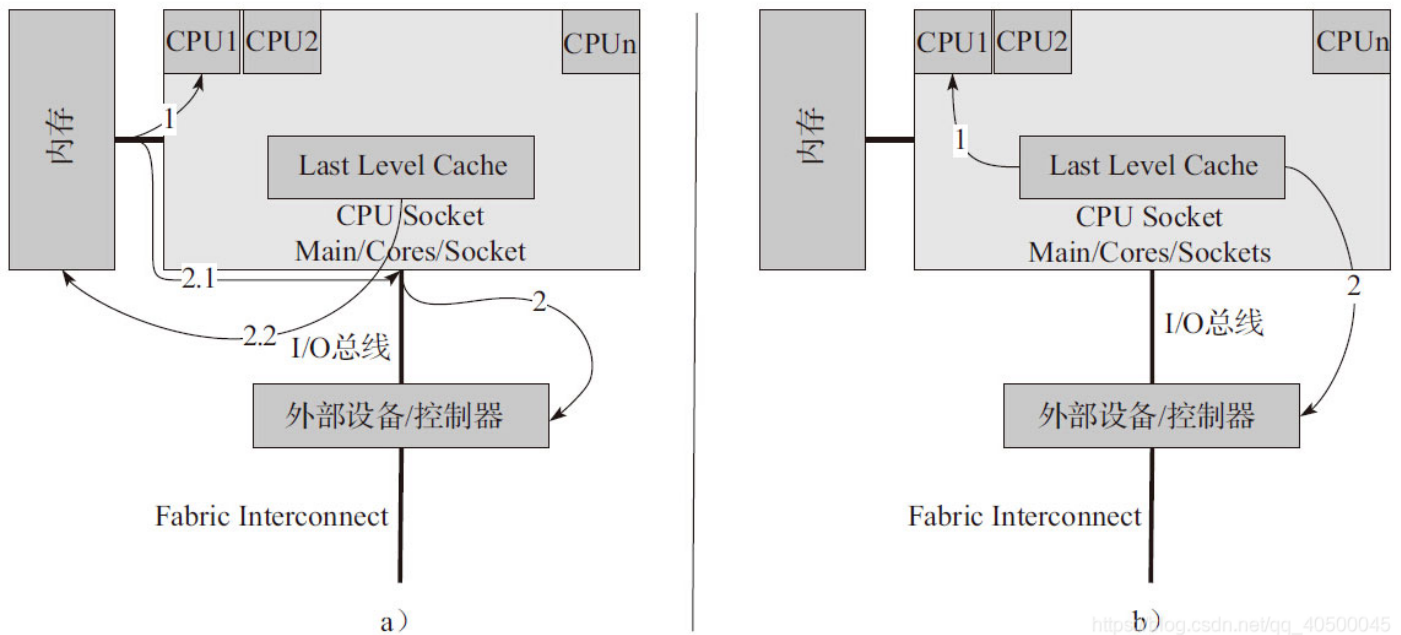 CPU1
CPU2
CPUn
内存
1
Last Level Cache
CPU Socket
Main/Cores/Socket
2.1
2
2.2
I/O总线
外部设备/控制器
Fabric Interconnect
a）
CPU1
CPU2
CPUn
内存
1
Last Level Cache
CPU Socket
Main/Cores/Sockets
2
I/O总线
外部设备/控制器
Fabric Interconnect
b）
https://blog.csdn.net/qq_40500045